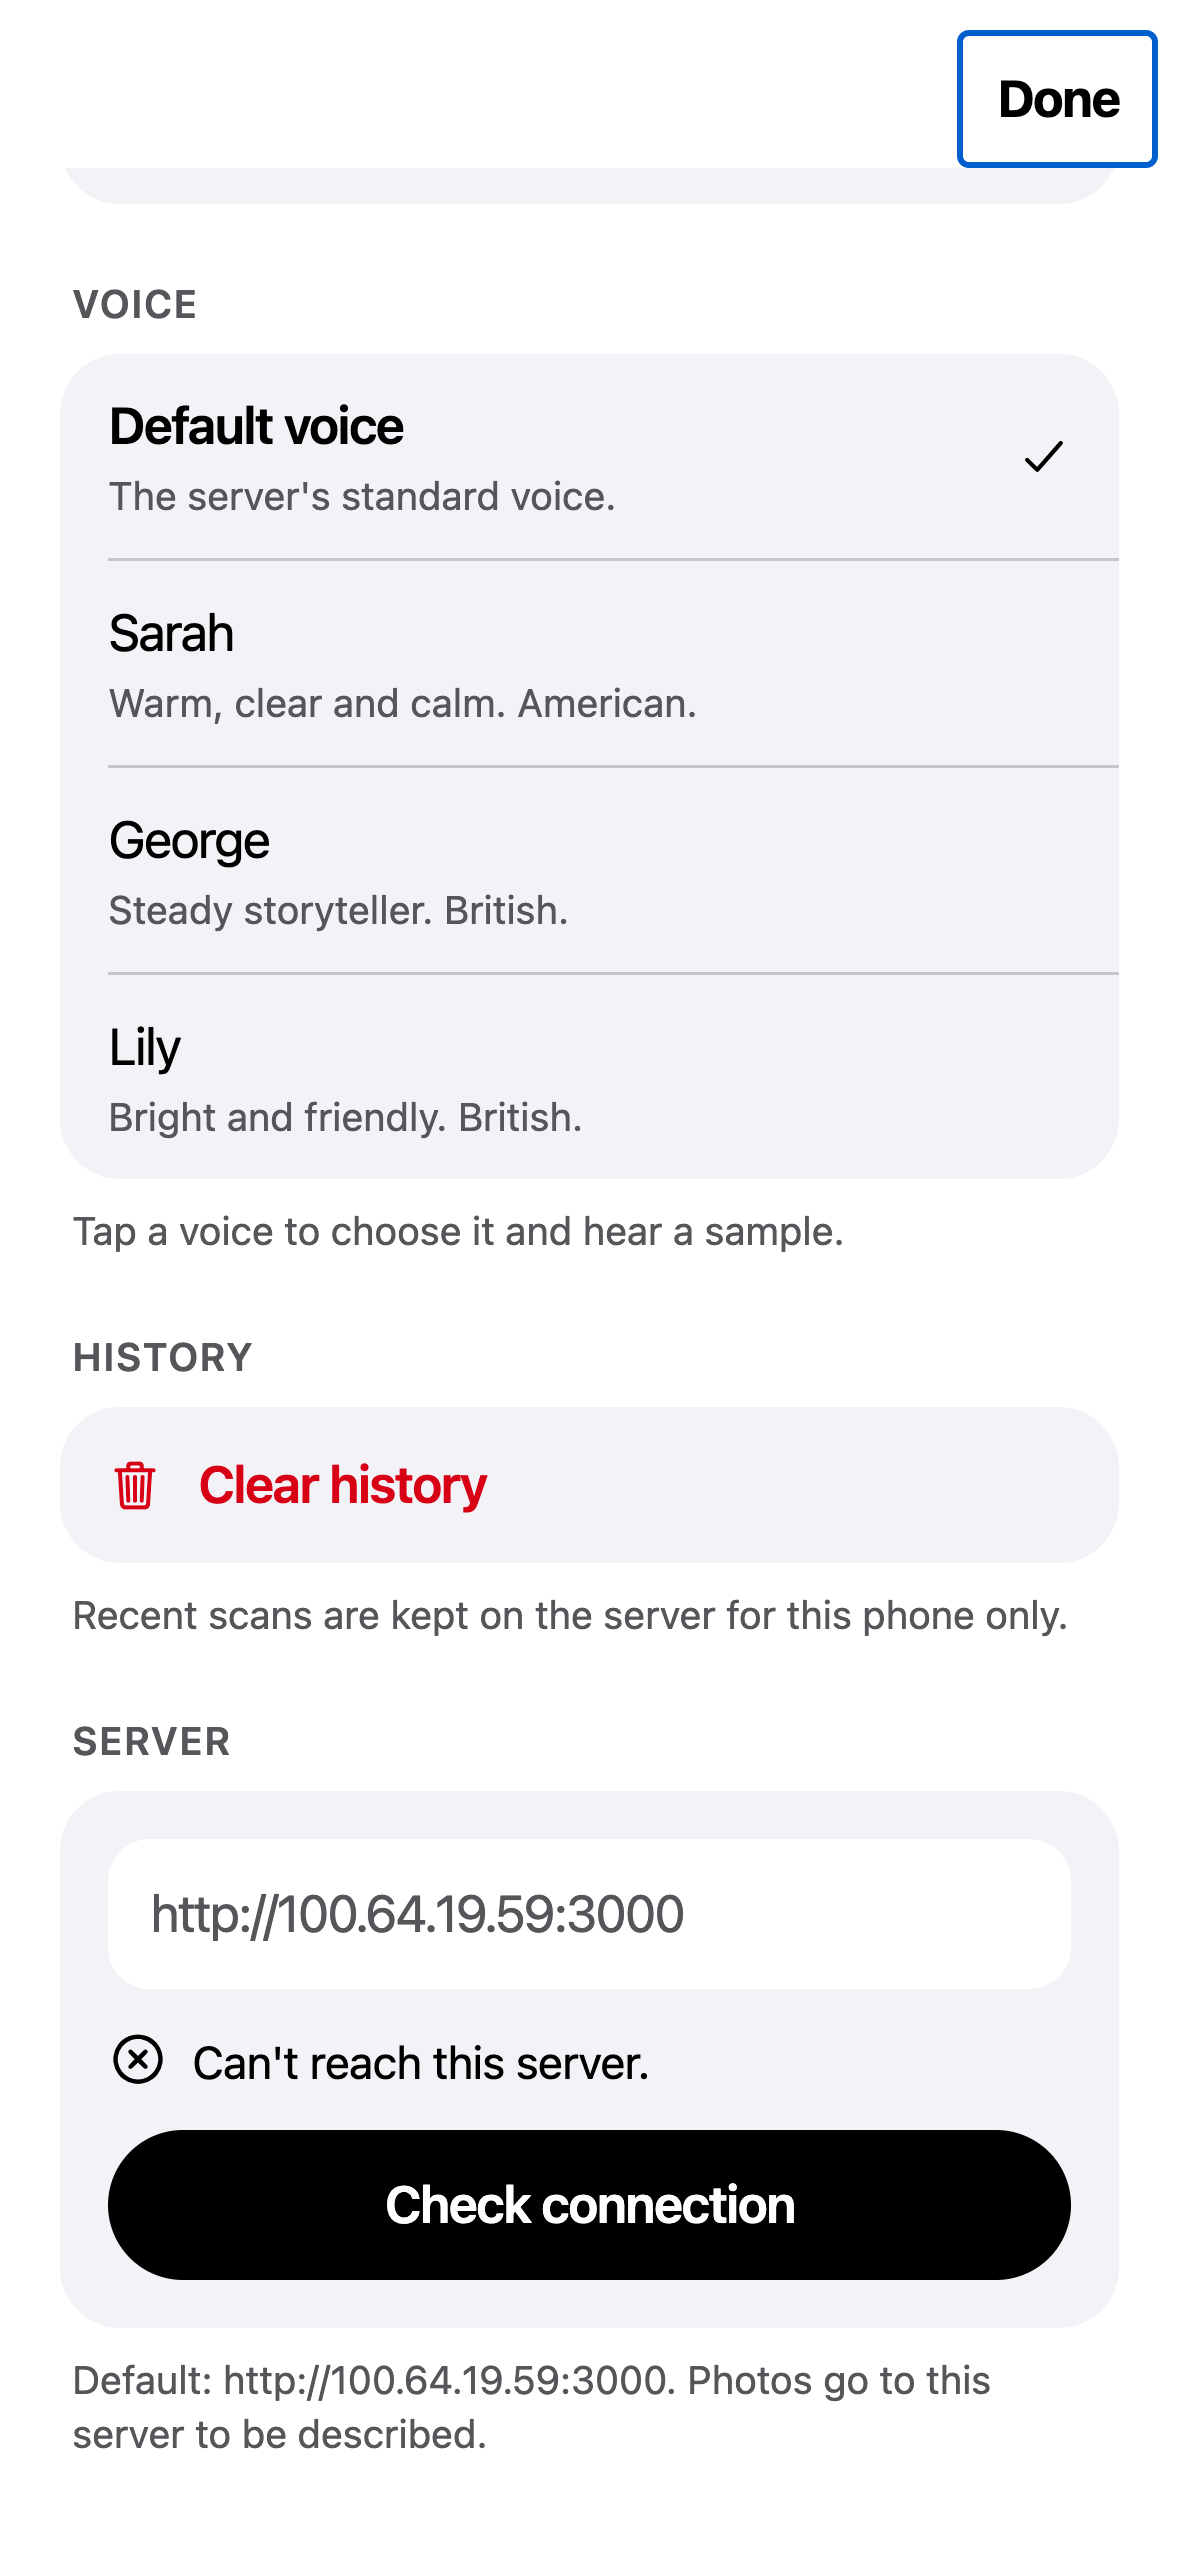 Done
VOICE
Default voice
The server's standard voice.
Sarah
Warm, clear and calm. American.
George
Steady storyteller. British.
Lily
Bright and friendly. British.
Tap a voice to choose it and hear a sample.
HISTORY
Clear history
Recent scans are kept on the server for this phone only.
SERVER
http://100.64.19.59:3000
Can't reach this server.
Check connection
Default: http://100.64.19.59:3000. Photos go to this
server to be described.